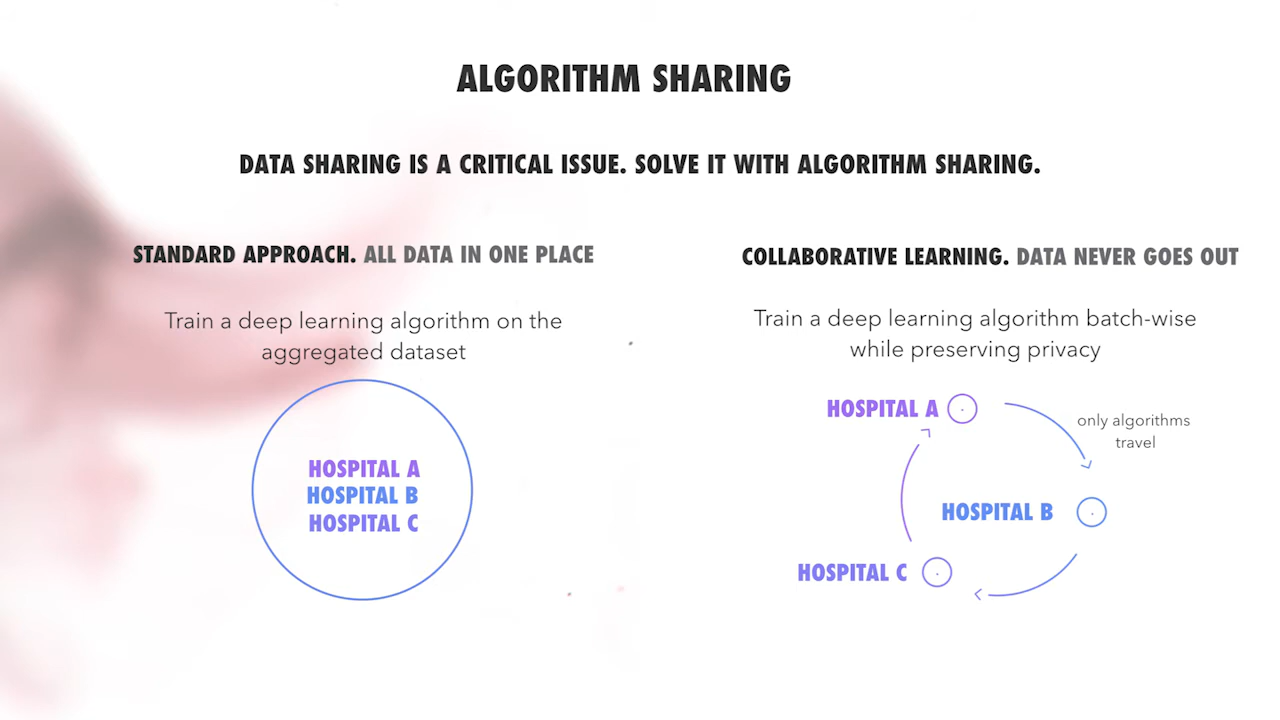 ALGORITHM SHARING
DATA SHARING IS A CRITICAL ISSUE. SOLVE IT WITH ALGORITHM SHARING.
STANDARD APPROACH. ALL DATA IN ONE PLACE
Train a deep learning algorithm on the
aggregated dataset
HOSPITAL A
HOSPITAL B
HOSPITAL C
COLLABORATIVE LEARNING. DATA NEVER GOES OUT
Train a deep learning algorithm batch-wise
while preserving privacy
HOSPITAL A
only algorithms
travel
HOSPITAL B
HOSPITAL C